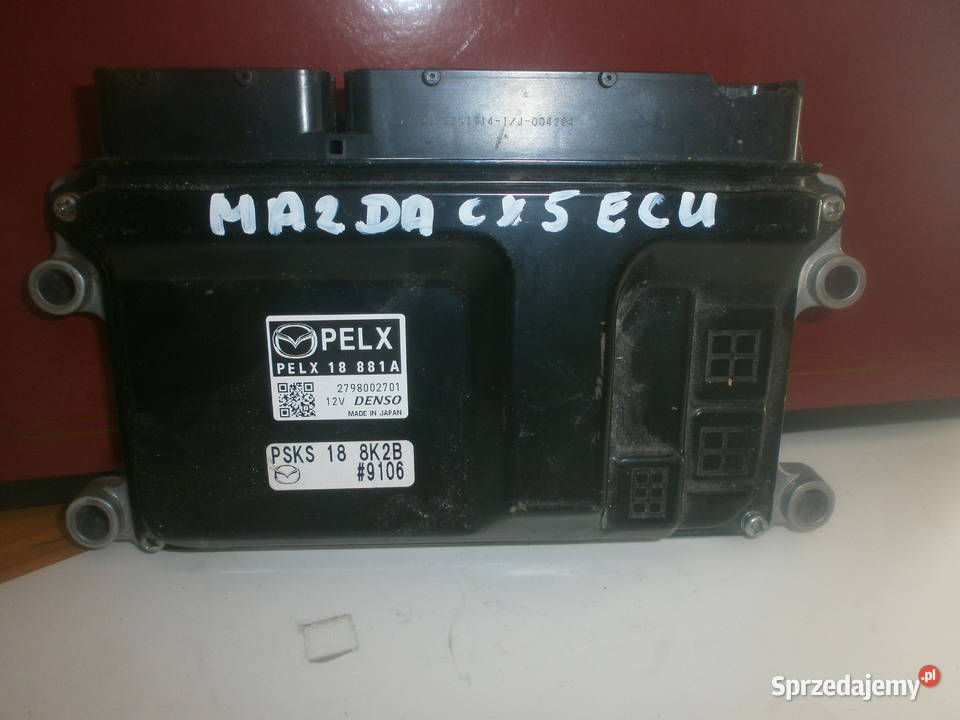 MAZDA CX5 ECU
PELX
PELX 18 881A
2798002701
12V DENSO
MADE IN JAPAN
PSKS 18 8K2B
#9106
Sprzedajemy.pl